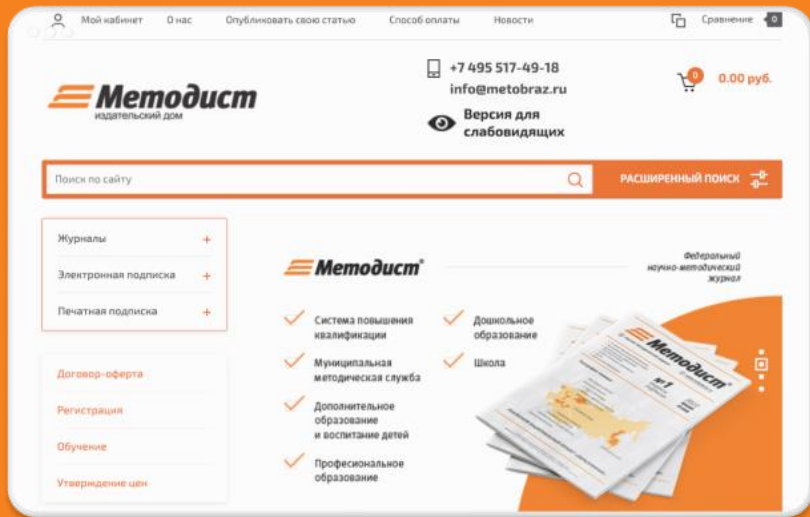 Мой кабинет О нас Опубликовать свою статью Способ оплаты Новости Сравнение 0
+7 495 517-49-18
info@metobraz.ru
0 0.00 руб.
Методист
издательский дом
Версия для
слабовидящих
Поиск по сайту РАСШИРЕННЫЙ ПОИСК
Журналы +
Электронная подписка +
Печатная подписка +
Договор-оферта
Регистрация
Обучение
Утверждение цен
Методист®
Федеральный
научно-методический
журнал
Система повышения
квалификации
Муниципальная
методическая служба
Дополнительное
образование
и воспитание детей
Професиональное
образование
Дошкольное
образование
Школа
Методист
№1